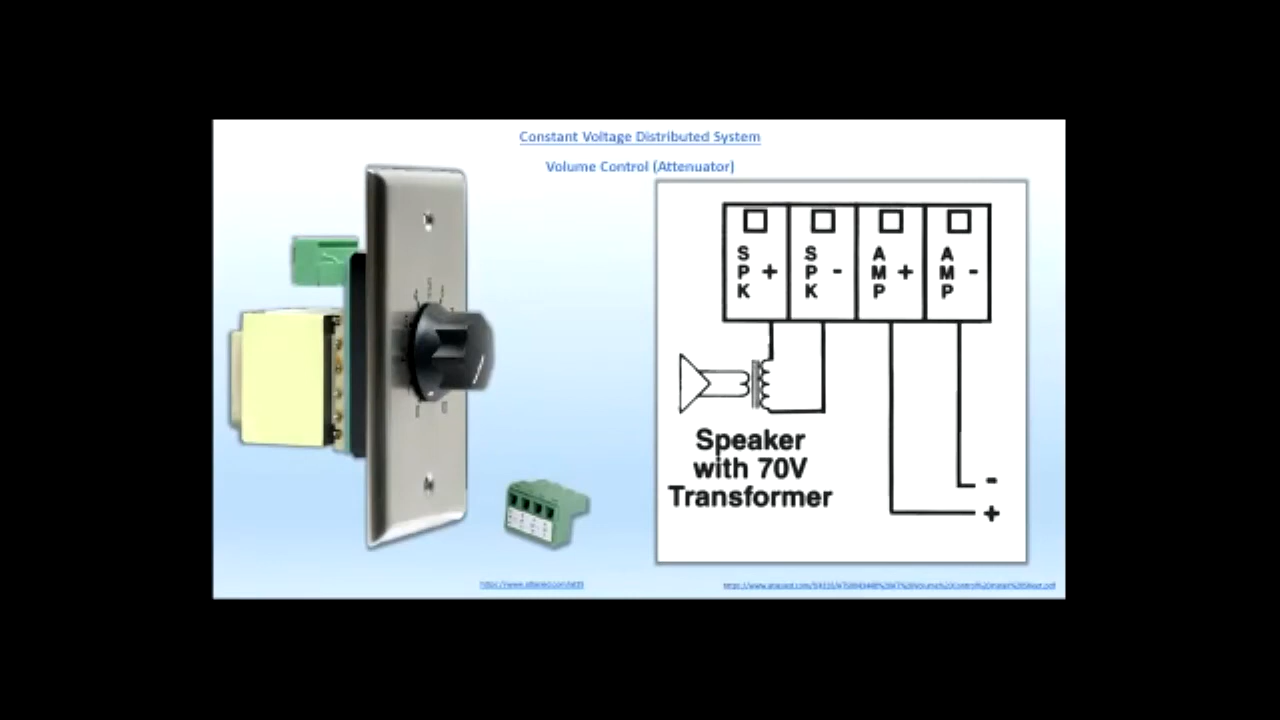 Constant Voltage Distributed System
Volume Control (Attenuator)
SPK + SPK - AMP + AMP -
Speaker
with 70V
Transformer
-
+